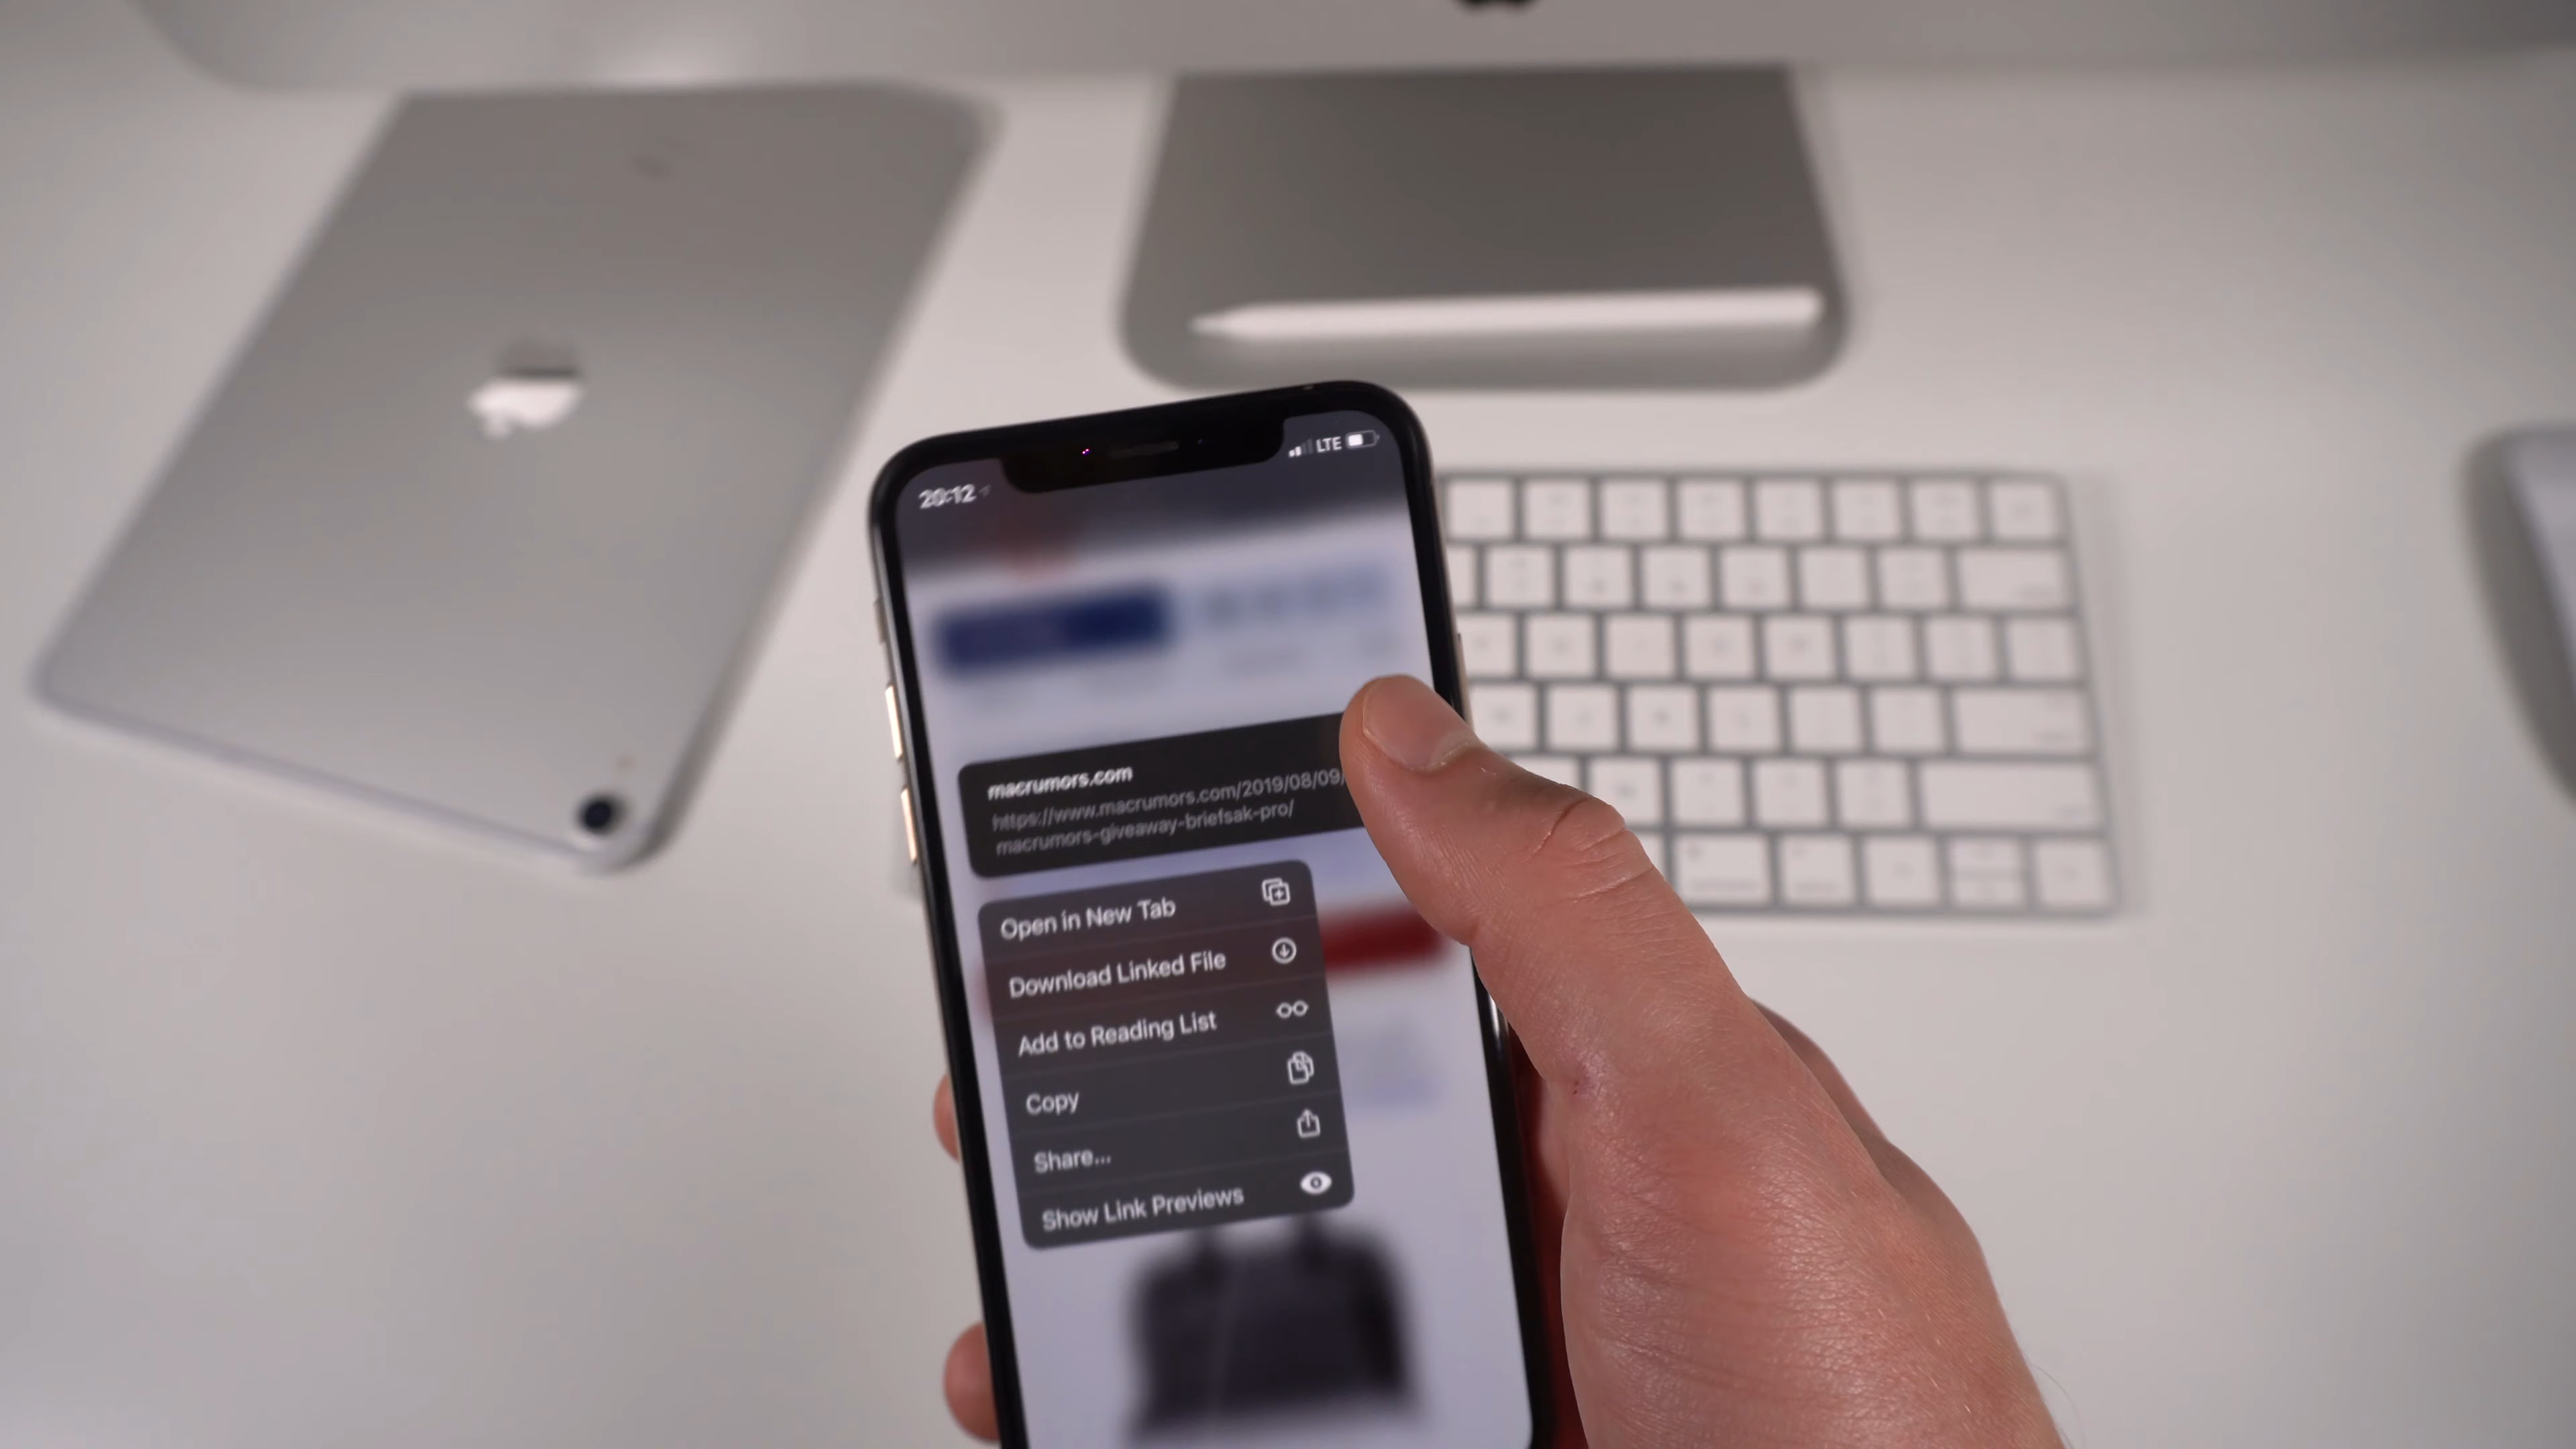 20:12
LTE
macrumors.com
https://www.macrumors.com/2019/08/09/
macrumors-giveaway-briefsak-pro/
Open in New Tab
Download Linked File
Add to Reading List
Copy
Share...
Show Link Previews